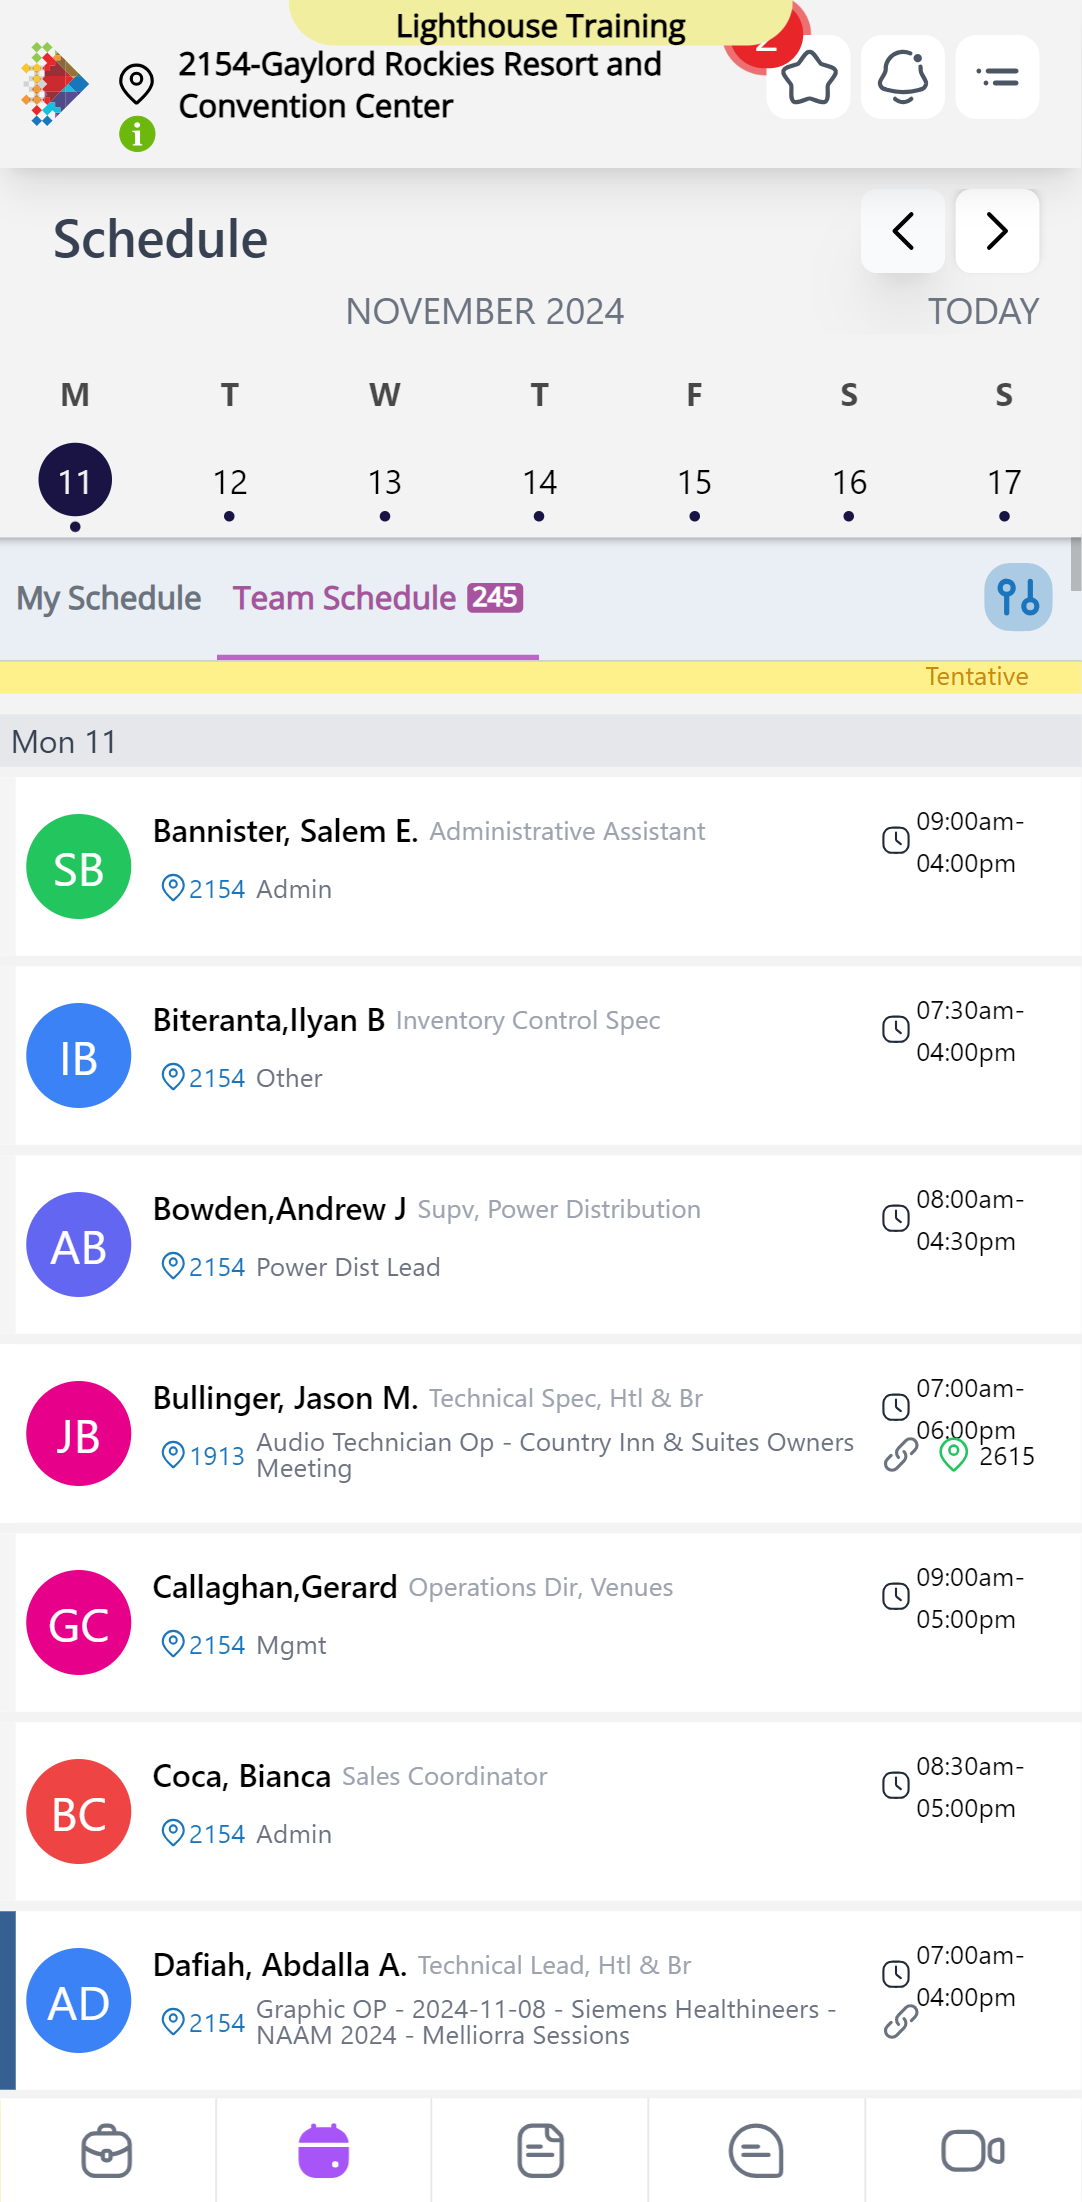 Lighthouse Training
2
2154-Gaylord Rockies Resort and
Convention Center
i
Schedule
NOVEMBER 2024
TODAY
M T W T F S S
11 12 13 14 15 16 17
My Schedule Team Schedule 245
Tentative
Mon 11
SB
Bannister, Salem E. Administrative Assistant
2154 Admin
09:00am-
04:00pm
IB
Biteranta,Ilyan B Inventory Control Spec
2154 Other
07:30am-
04:00pm
AB
Bowden,Andrew J Supv, Power Distribution
2154 Power Dist Lead
08:00am-
04:30pm
JB
Bullinger, Jason M. Technical Spec, Htl & Br
1913 Audio Technician Op - Country Inn & Suites Owners
Meeting
07:00am-
06:00pm
2615
GC
Callaghan,Gerard Operations Dir, Venues
2154 Mgmt
09:00am-
05:00pm
BC
Coca, Bianca Sales Coordinator
2154 Admin
08:30am-
05:00pm
AD
Dafiah, Abdalla A. Technical Lead, Htl & Br
2154 Graphic OP - 2024-11-08 - Siemens Healthineers -
NAAM 2024 - Melliorra Sessions
07:00am-
04:00pm